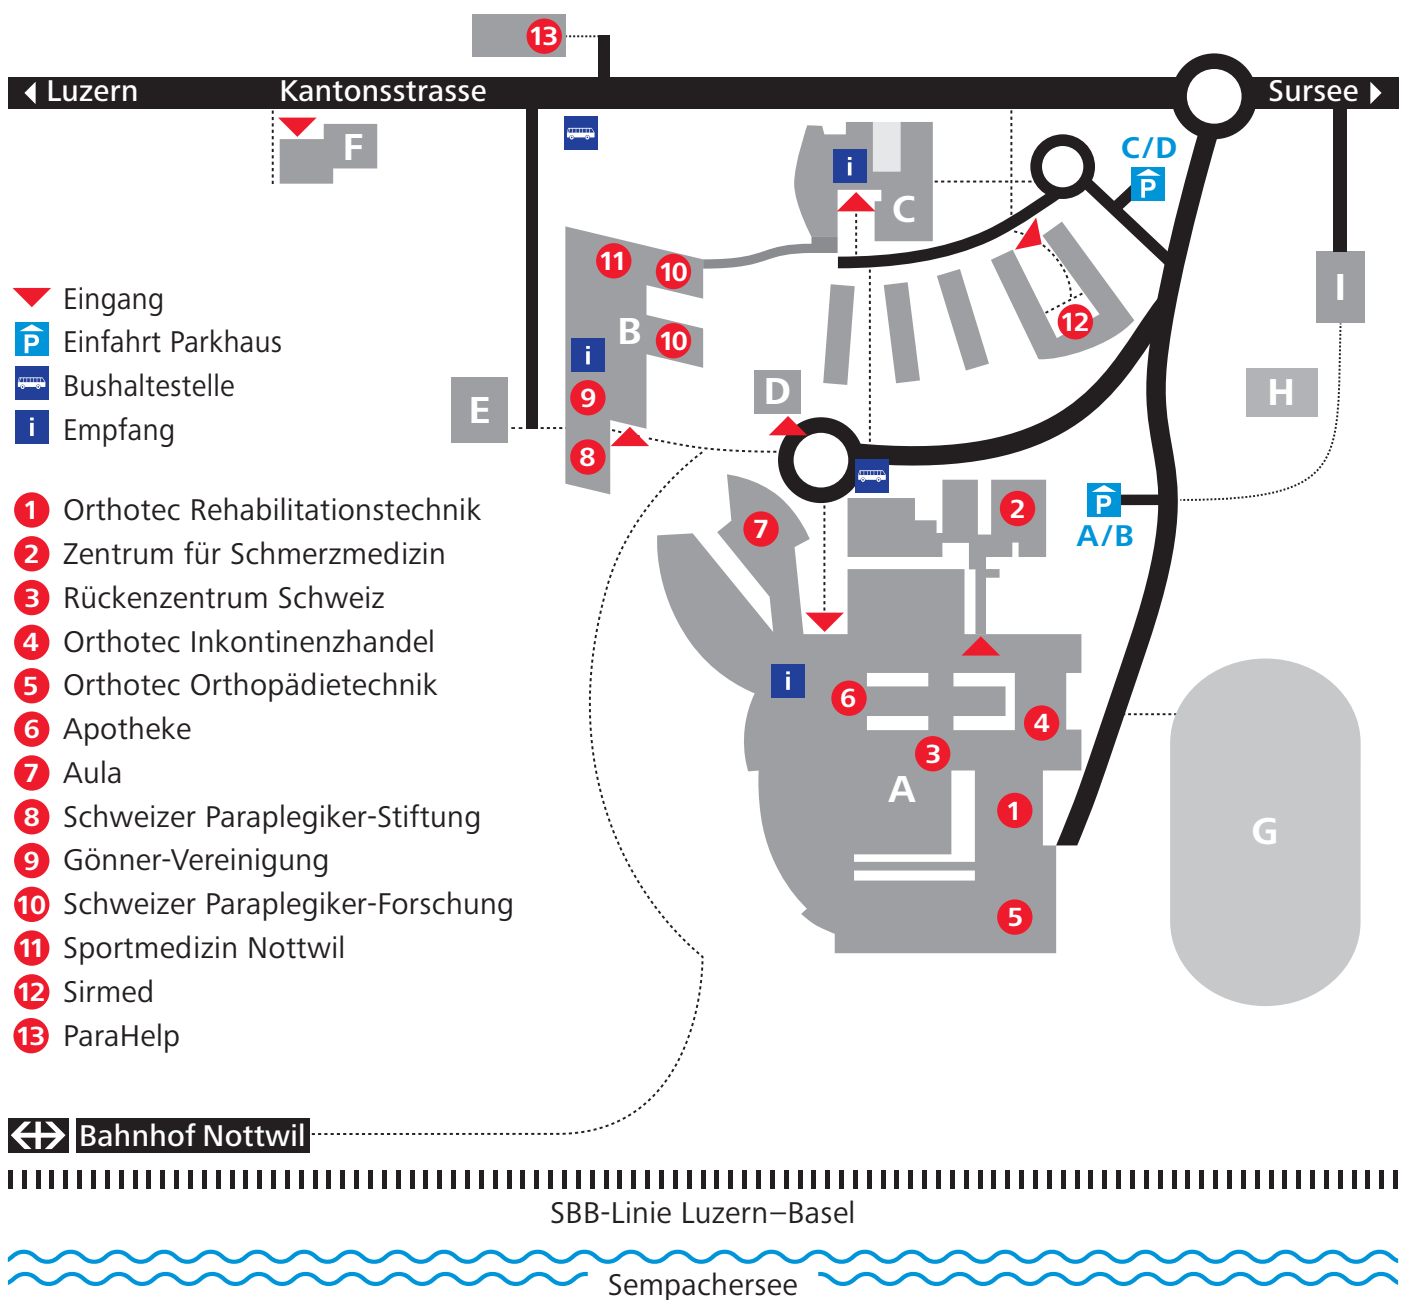 13
Luzern
Kantonsstrasse
Sursee
F
i
C
C/D
P
11
10
B
10
i
9
8
E
D
12
I
H
Eingang
P Einfahrt Parkhaus
Bushaltestelle
i Empfang
P
A/B
7
2
i
6
4
3
A
1
5
G
1 Orthotec Rehabilitationstechnik
2 Zentrum für Schmerzmedizin
3 Rückenzentrum Schweiz
4 Orthotec Inkontinenzhandel
5 Orthotec Orthopädietechnik
6 Apotheke
7 Aula
8 Schweizer Paraplegiker-Stiftung
9 Gönner-Vereinigung
10 Schweizer Paraplegiker-Forschung
11 Sportmedizin Nottwil
12 Sirmed
13 ParaHelp
Bahnhof Nottwil
SBB-Linie Luzern–Basel
Sempachersee